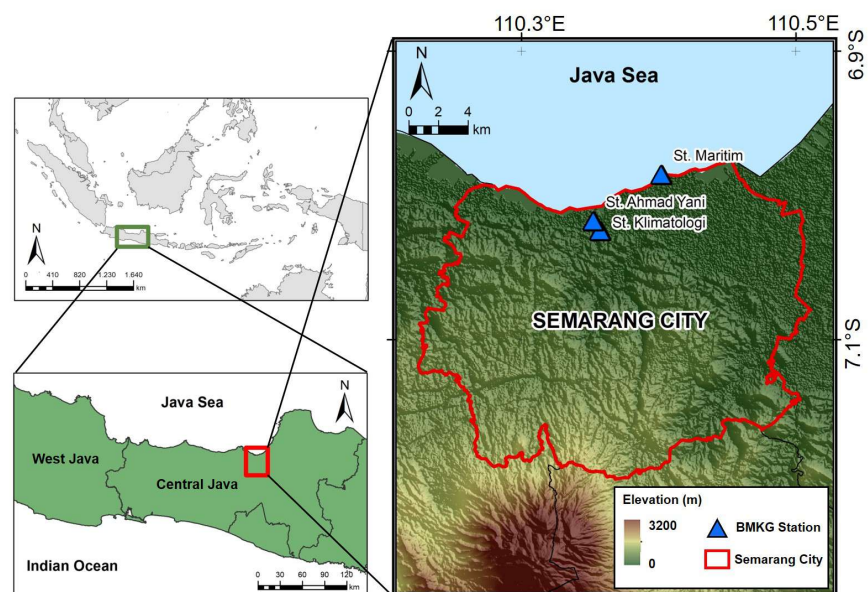 110.3°E
110.5°E
6.9°S
7.1°S
N
0 2 4
km
Java Sea
St. Maritim
St. Ahmad Yani
St. Klimatologi
SEMARANG CITY
Elevation (m)
3200
0
BMKG Station
Semarang City
N
0 410 820 1.230 1.640
km
Java Sea
N
West Java
Central Java
Indian Ocean
0 30 60 90 120
km